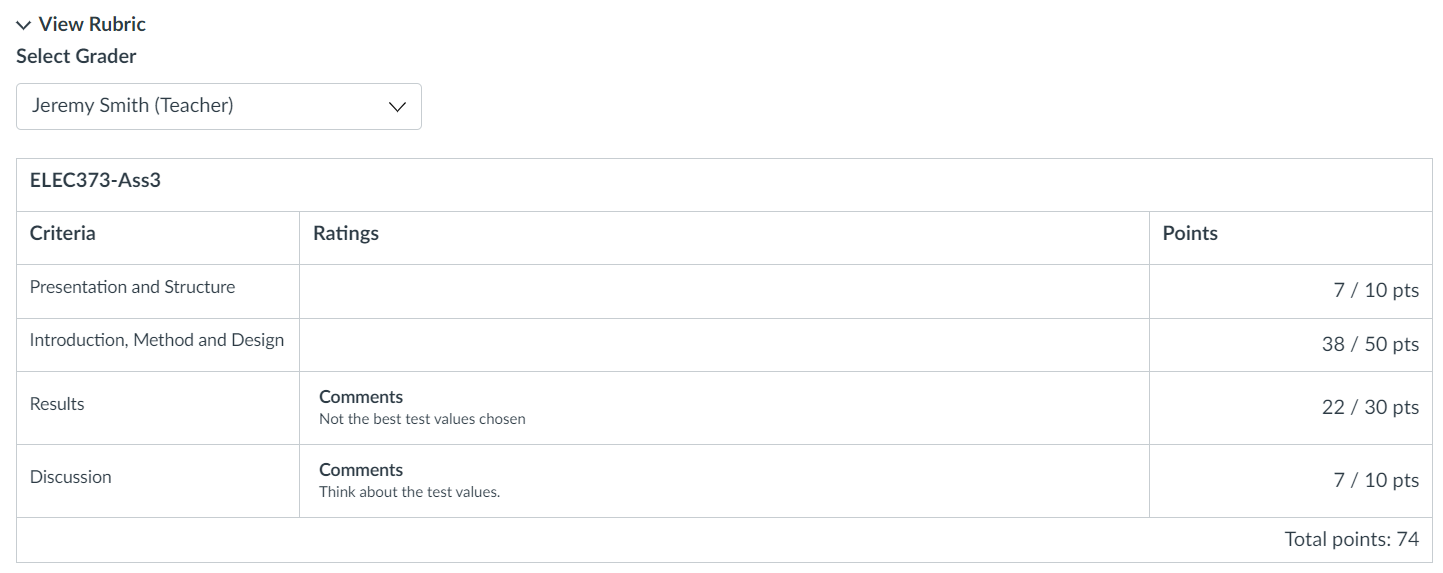 View Rubric
Select Grader
Jeremy Smith (Teacher)
ELEC373-Ass3
Criteria Ratings Points
Presentation and Structure 7 / 10 pts
Introduction, Method and Design 38 / 50 pts
Results Comments
Not the best test values chosen 22 / 30 pts
Discussion Comments
Think about the test values. 7 / 10 pts
Total points: 74